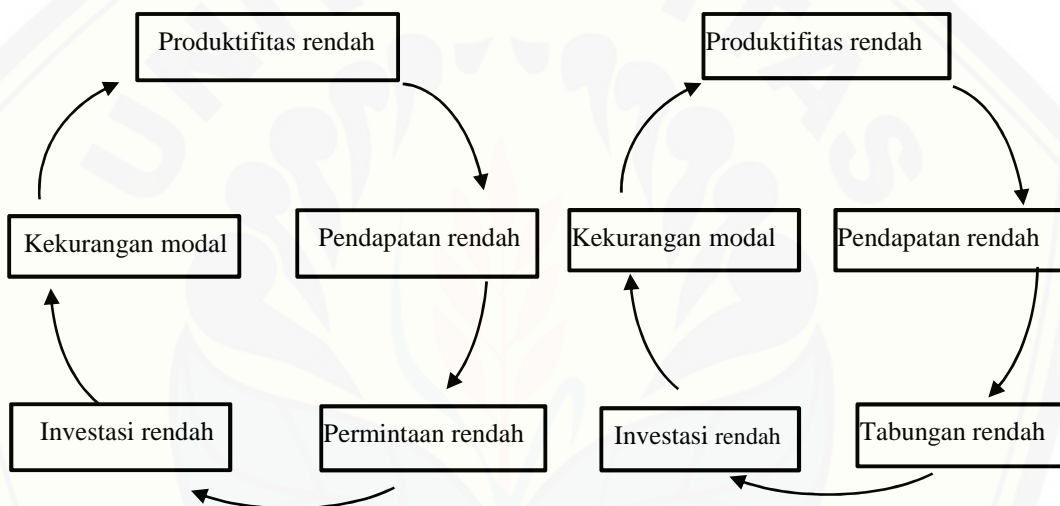 Produktifitas rendah
Produktifitas rendah
Kekurangan modal
Pendapatan rendah
Kekurangan modal
Pendapatan rendah
Investasi rendah
Permintaan rendah
Investasi rendah
Tabungan rendah